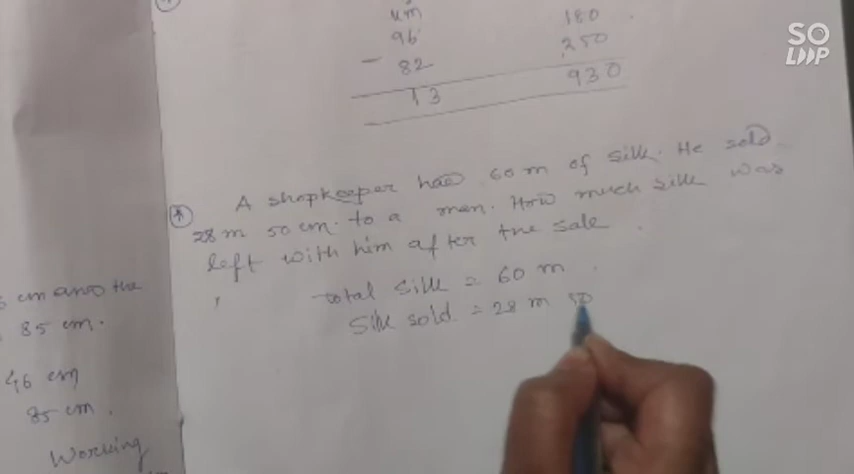 SO
LOOP
km
96 180
- 82 250
13 930
* A shopkeeper had 60 m of silk. He sold
28 m 50 cm. to a man. How much silk was
left with him after the sale.
Total silk = 60 m
Silk sold = 28 m 50
cm and the
85 cm.
46 cm
85 cm.
Working